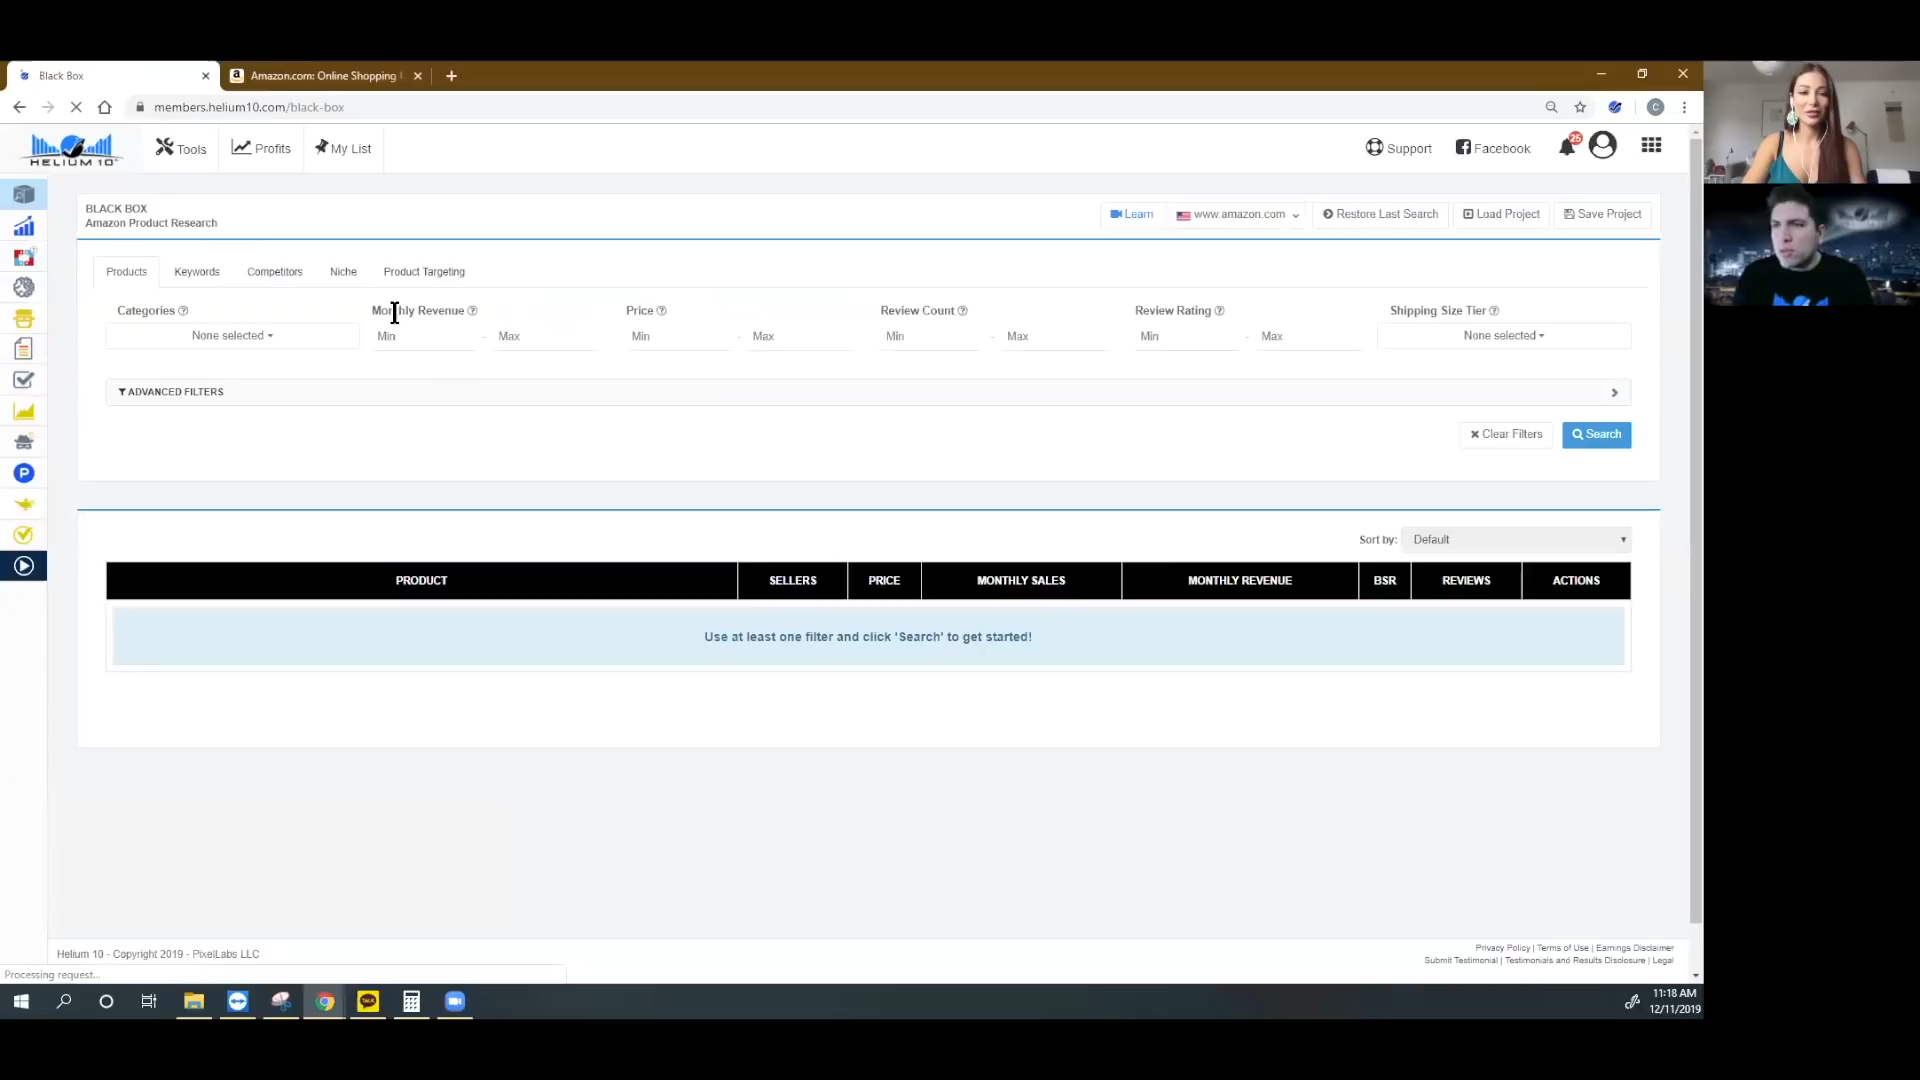 Black Box
Amazon.com: Online Shopping
members.helium10.com/black-box
HELIUM 10
Tools
Profits
My List
Support
Facebook
25
BLACK BOX
Amazon Product Research
Learn
www.amazon.com
Restore Last Search
Load Project
Save Project
Products
Keywords
Competitors
Niche
Product Targeting
Categories
Monthly Revenue
Price
Review Count
Review Rating
Shipping Size Tier
None selected
Min - Max
Min - Max
Min - Max
Min - Max
None selected
ADVANCED FILTERS
Clear Filters
Search
Sort by: Default
PRODUCT SELLERS PRICE MONTHLY SALES MONTHLY REVENUE BSR REVIEWS ACTIONS
Use at least one filter and click 'Search' to get started!
Helium 10 - Copyright 2019 - PixelLabs LLC
Privacy Policy | Terms of Use | Earnings Disclaimer
Submit Testimonial | Testimonials and Results Disclosure | Legal
Processing request...
TALK
11:18 AM
12/11/2019